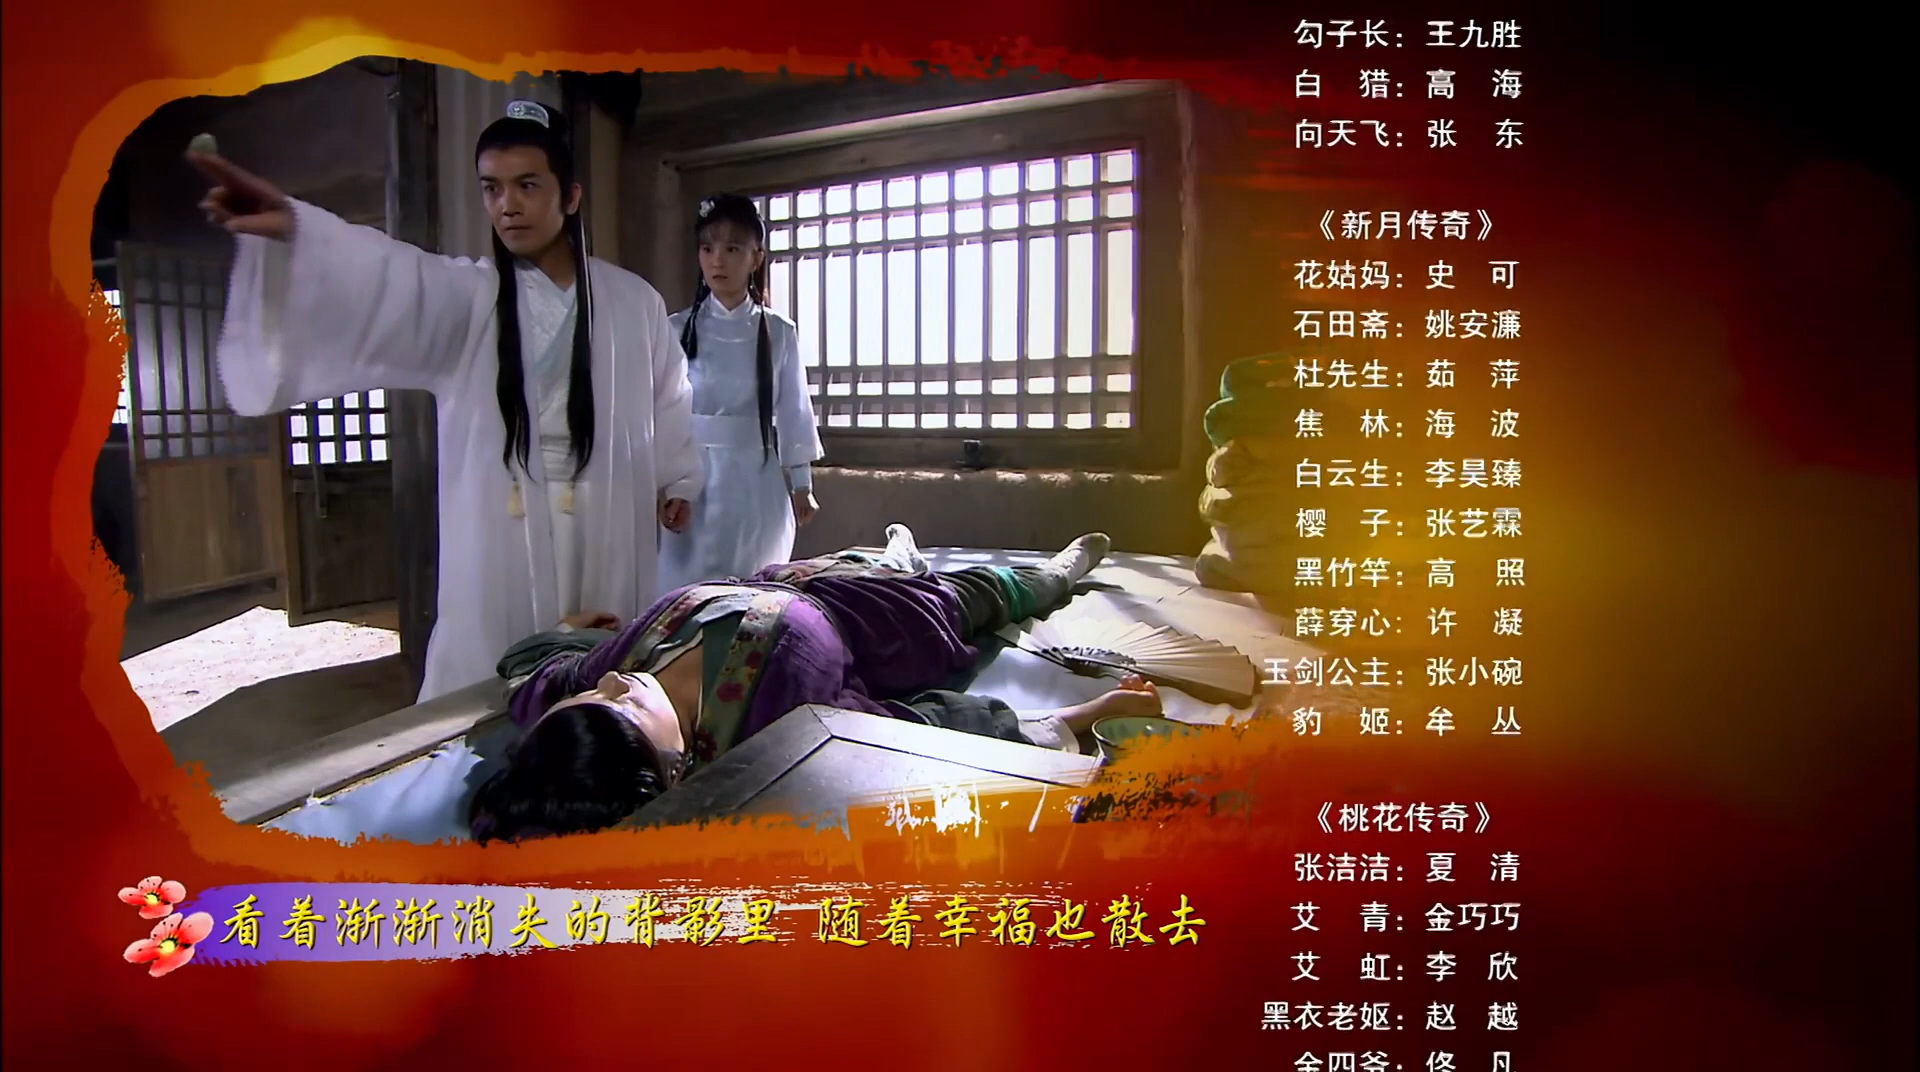 勾子长：王九胜
白　猎：高　海
向天飞：张　东
《新月传奇》
花姑妈：史　可
石田斋：姚安濂
杜先生：茹　萍
焦　林：海　波
白云生：李昊臻
樱　子：张艺霖
黑竹竿：高　照
薛穿心：许　凝
玉剑公主：张小碗
豹　姬：牟　丛
《桃花传奇》
张洁洁：夏　清
艾　青：金巧巧
艾　虹：李　欣
黑衣老妪：赵　越
金四爷：佟　凡
看着渐渐消失的背影里 随着幸福也散去